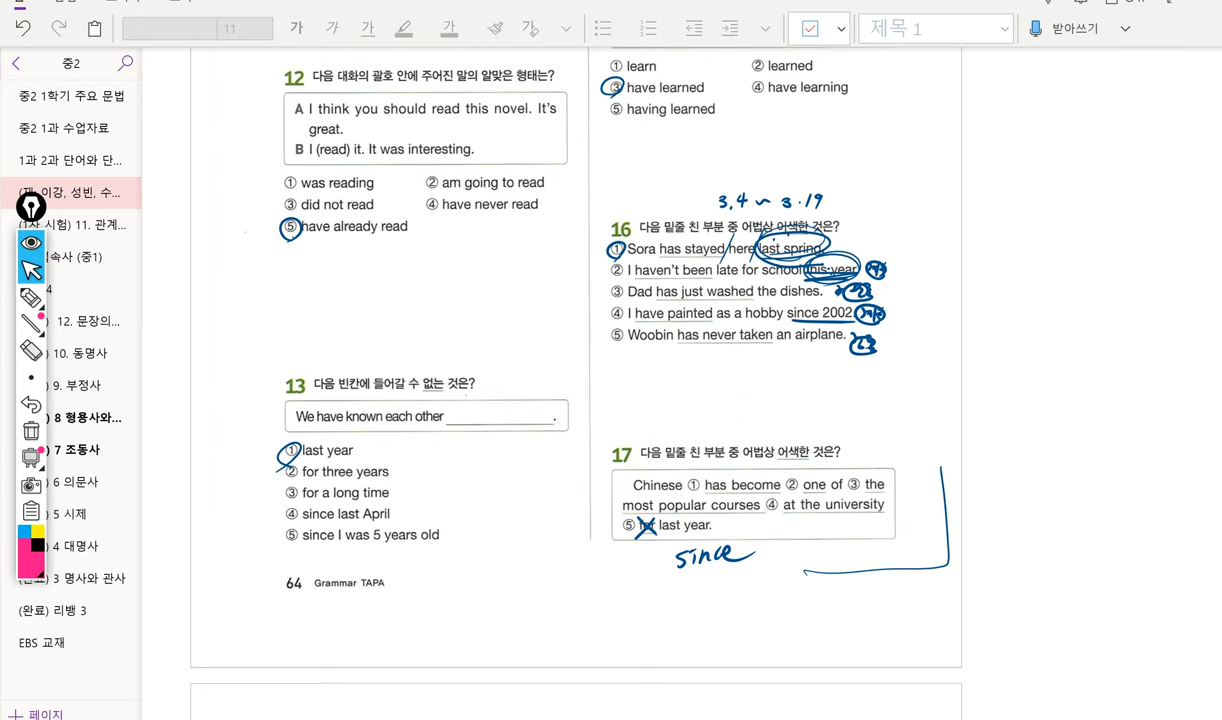 11
제목 1
받아쓰기
중2
중2 1학기 주요 문법
중2 1과 수업자료
1과 2과 단어와 단...
이강, 성빈, 수...
시험) 11. 관계...
속사 (중1)
4
) 12. 문장의...
) 10. 동명사
) 9. 부정사
) 8 형용사와...
) 7 조동사
) 6 의문사
) 5 시제
) 4 대명사
) 3 명사와 관사
(완료) 리뱅 3
EBS 교재
페이지
12 다음 대화의 괄호 안에 주어진 말의 알맞은 형태는?
A I think you should read this novel. It's
great.
B I (read) it. It was interesting.
① was reading ② am going to read
③ did not read ④ have never read
⑤ have already read
13 다음 빈칸에 들어갈 수 없는 것은?
We have known each other ____________.
① last year
② for three years
③ for a long time
④ since last April
⑤ since I was 5 years old
64 Grammar TAPA
① learn ② learned
③ have learned ④ have learning
⑤ having learned
3.4 ~ 3.19
16 다음 밑줄 친 부분 중 어법상 어색한 것은?
① Sora has stayed here last spring.
② I haven't been late for school this year.
③ Dad has just washed the dishes.
④ I have painted as a hobby since 2002.
⑤ Woobin has never taken an airplane.
17 다음 밑줄 친 부분 중 어법상 어색한 것은?
Chinese ① has become ② one of ③ the
most popular courses ④ at the university
⑤ for last year.
since